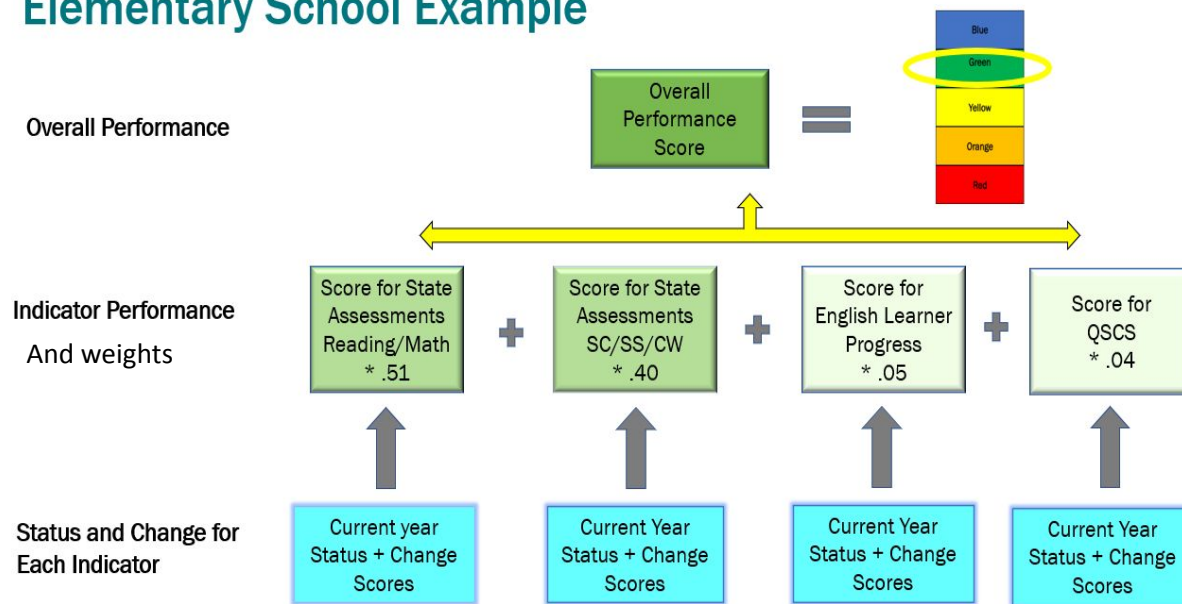 Elementary School Example
Blue
Green
Yellow
Orange
Red
Overall Performance
Overall
Performance
Score
Indicator Performance
And weights
Score for State
Assessments
Reading/Math
* .51
Score for State
Assessments
SC/SS/CW
* .40
Score for
English Learner
Progress
* .05
Score for
QSCS
* .04
Status and Change for
Each Indicator
Current year
Status + Change
Scores
Current Year
Status + Change
Scores
Current Year
Status + Change
Scores
Current Year
Status + Change
Scores